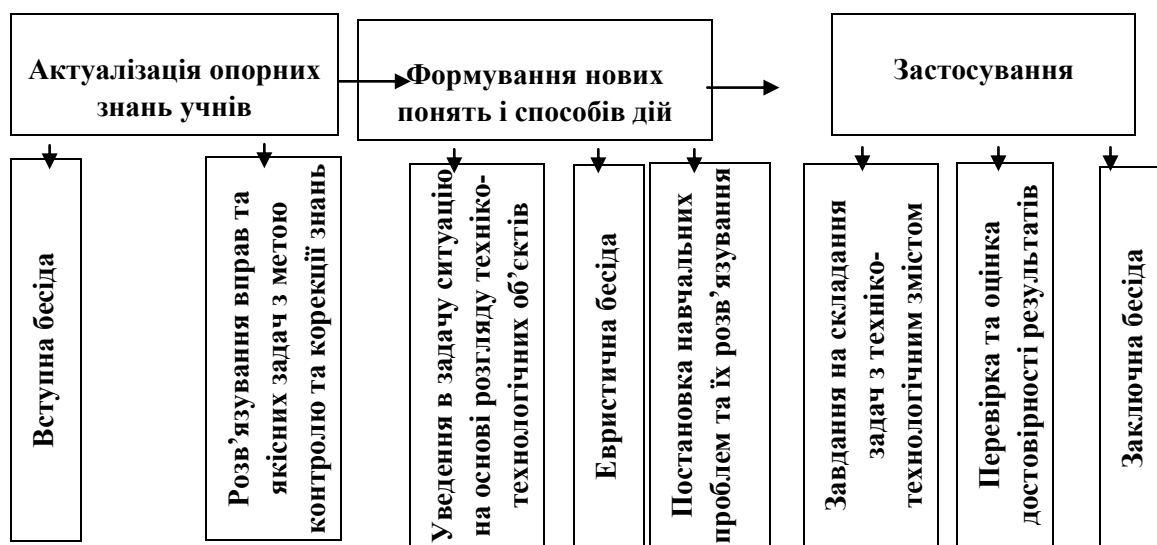 Актуалізація опорних
знань учнів
Формування нових
понять і способів дій
Застосування
Вступна бесіда
Розв’язування вправ та
якісних задач з метою
контролю та корекції знань
Уведення в задачу ситуацію
на основі розгляду техніко-
технологічних об’єктів
Евристична бесіда
Постановка навчальних
проблем та їх розв’язування
Завдання на складання
задач з техніко-
технологічним змістом
Перевірка та оцінка
достовірності результатів
Заключна бесіда